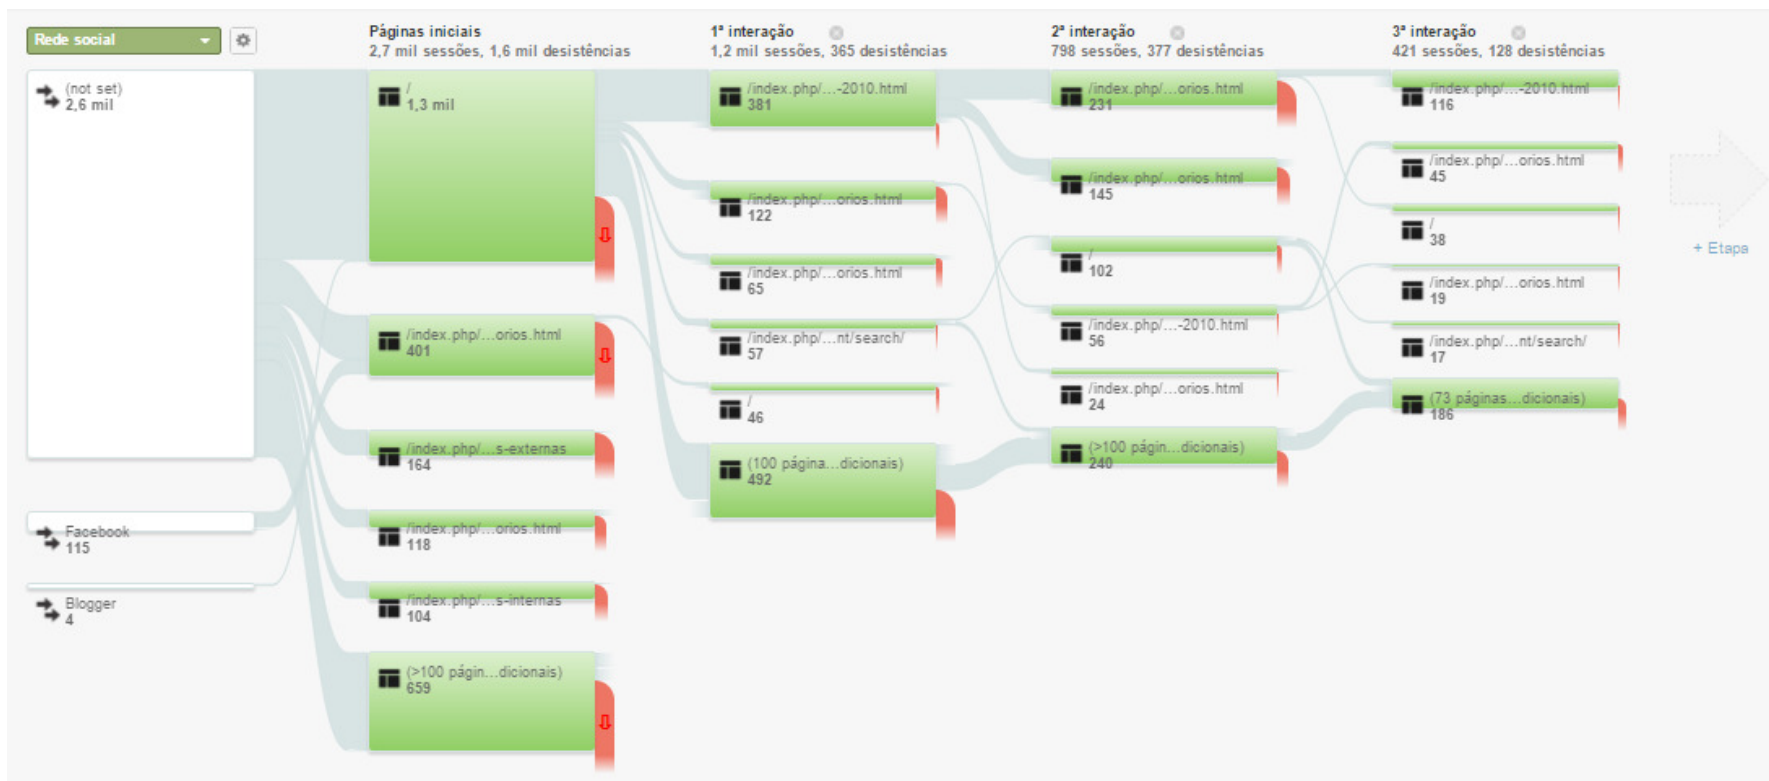 Rede social
(not set)
2,6 mil
Facebook
115
Blogger
4
Páginas iniciais
2,7 mil sessões, 1,6 mil desistências
/
1,3 mil
/index.php/...orios.html
401
/index.php/...s-externas
164
/index.php/...orios.html
118
/index.php/...s-internas
104
(>100 págin...dicionais)
659
1ª interação
1,2 mil sessões, 365 desistências
/index.php/...-2010.html
381
/index.php/...orios.html
122
/index.php/...orios.html
65
/index.php/...nt/search/
57
/
46
(100 página...dicionais)
492
2ª interação
798 sessões, 377 desistências
/index.php/...orios.html
231
/index.php/...orios.html
145
/
102
/index.php/...-2010.html
56
/index.php/...orios.html
24
(>100 págin...dicionais)
240
3ª interação
421 sessões, 128 desistências
/index.php/...-2010.html
116
/index.php/...orios.html
45
/
38
/index.php/...orios.html
19
/index.php/...nt/search/
17
(73 páginas...dicionais)
186
+ Etapa